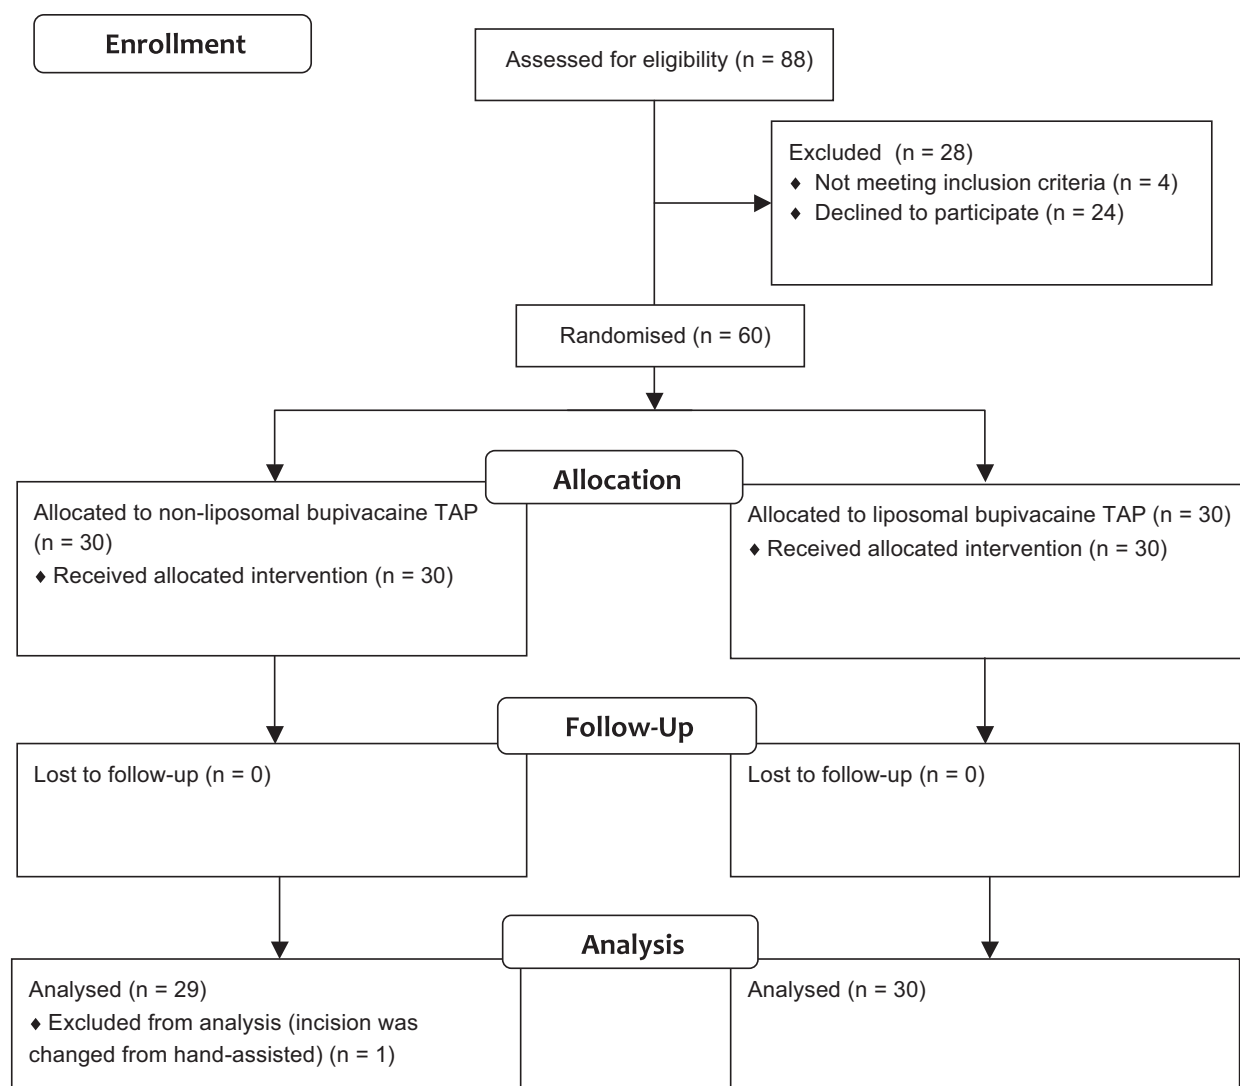 Enrollment
Assessed for eligibility (n = 88)
Excluded (n = 28)
♦ Not meeting inclusion criteria (n = 4)
♦ Declined to participate (n = 24)
Randomised (n = 60)
Allocation
Allocated to non-liposomal bupivacaine TAP
(n = 30)
♦ Received allocated intervention (n = 30)
Allocated to liposomal bupivacaine TAP (n = 30)
♦ Received allocated intervention (n = 30)
Follow-Up
Lost to follow-up (n = 0)
Lost to follow-up (n = 0)
Analysis
Analysed (n = 29)
♦ Excluded from analysis (incision was
changed from hand-assisted) (n = 1)
Analysed (n = 30)